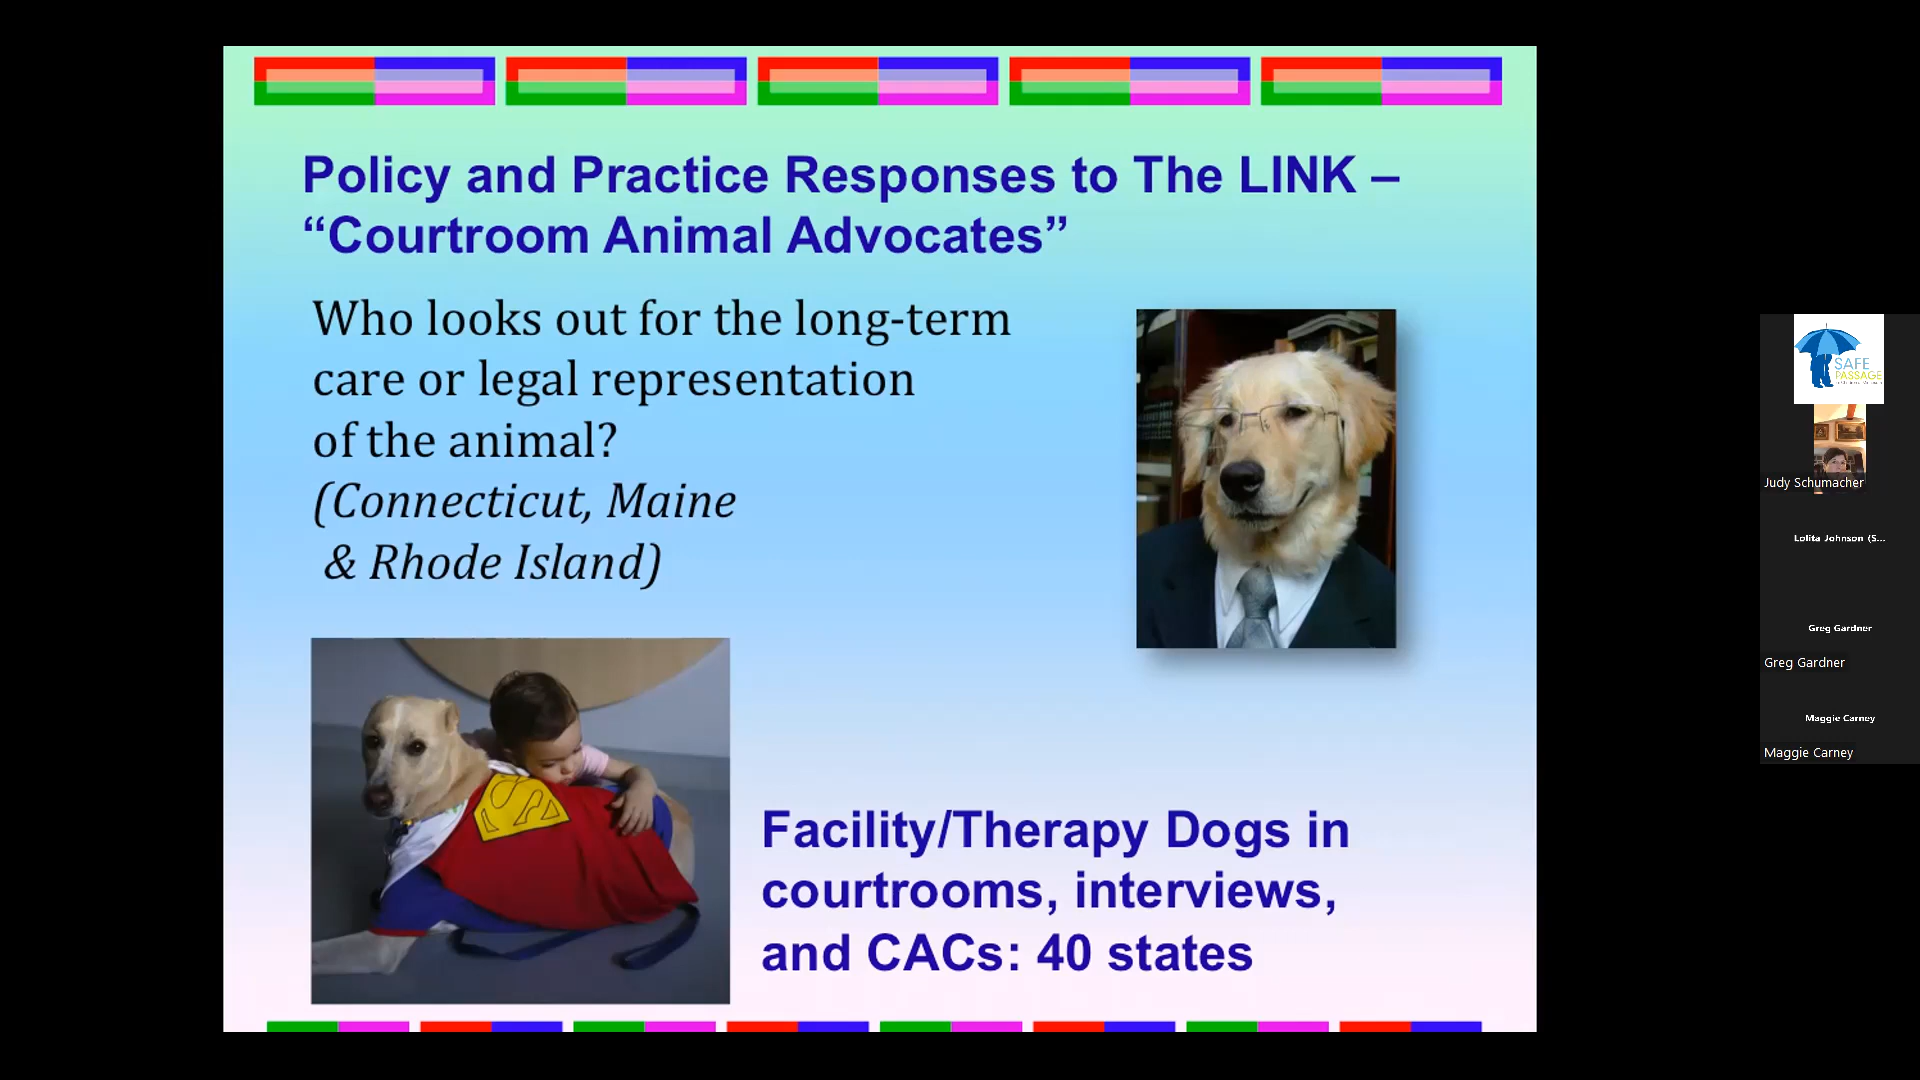 Policy and Practice Responses to The LINK –
“Courtroom Animal Advocates”
Who looks out for the long-term
care or legal representation
of the animal?
(Connecticut, Maine
& Rhode Island)
Facility/Therapy Dogs in
courtrooms, interviews,
and CACs: 40 states
SAFE
PASSAGE
Judy Schumacher
Lolita Johnson (S...
Greg Gardner
Greg Gardner
Maggie Carney
Maggie Carney